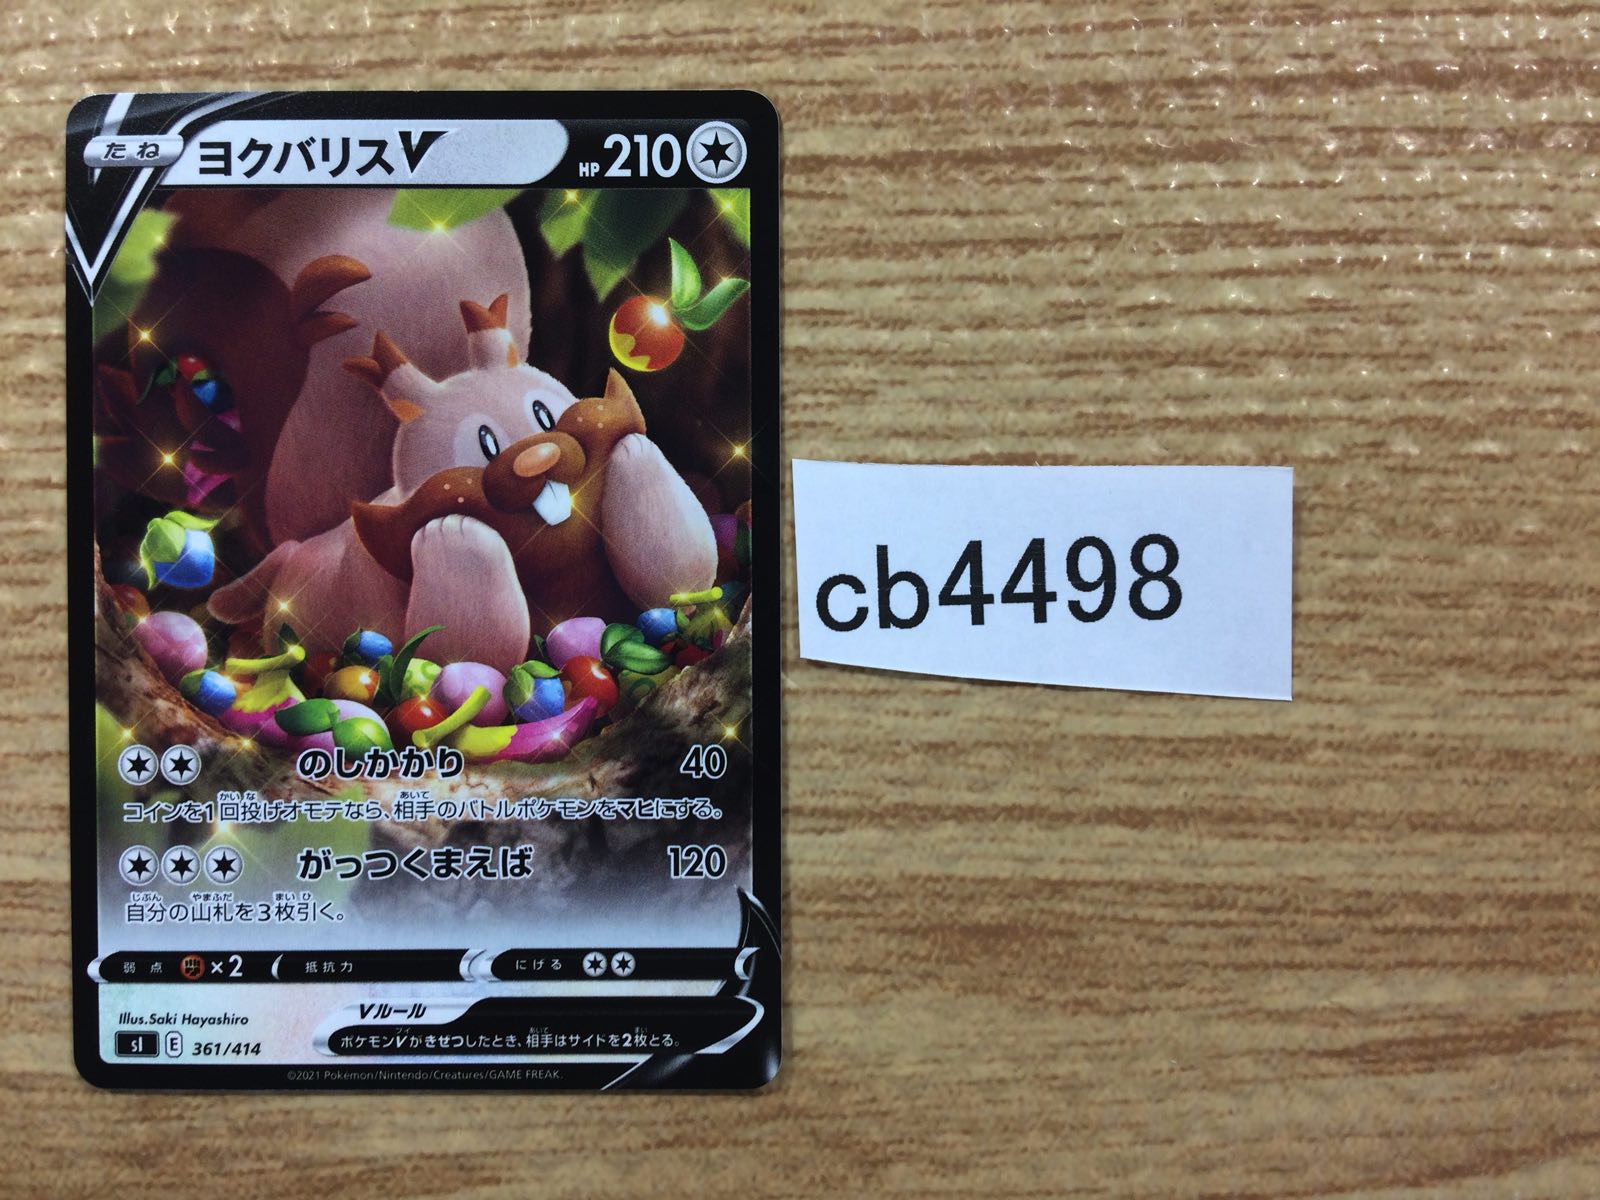 たね ヨクバリスV HP 210
のしかかり 40
コインを1回投げオモテなら、相手のバトルポケモンをマヒにする。
がっつくまえば 120
自分の山札を3枚引く。
弱点 ×2 抵抗力 にげる
Illus.Saki Hayashiro
Vルール
ポケモンVがきぜつしたとき、相手はサイドを2枚とる。
sI E 361/414
©2021 Pokémon/Nintendo/Creatures/GAME FREAK.
cb4498